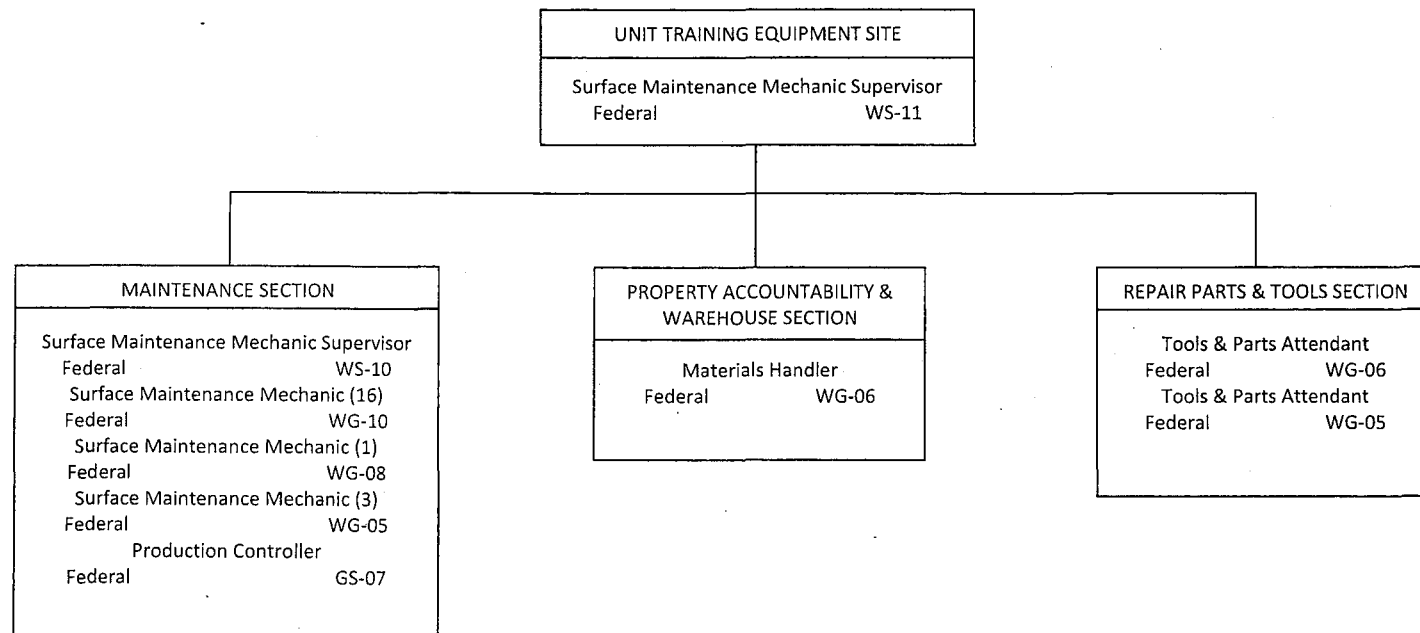 UNIT TRAINING EQUIPMENT SITE
Surface Maintenance Mechanic Supervisor
Federal WS-11
MAINTENANCE SECTION
Surface Maintenance Mechanic Supervisor
Federal WS-10
Surface Maintenance Mechanic (16)
Federal WG-10
Surface Maintenance Mechanic (1)
Federal WG-08
Surface Maintenance Mechanic (3)
Federal WG-05
Production Controller
Federal GS-07
PROPERTY ACCOUNTABILITY &
WAREHOUSE SECTION
Materials Handler
Federal WG-06
REPAIR PARTS & TOOLS SECTION
Tools & Parts Attendant
Federal WG-06
Tools & Parts Attendant
Federal WG-05